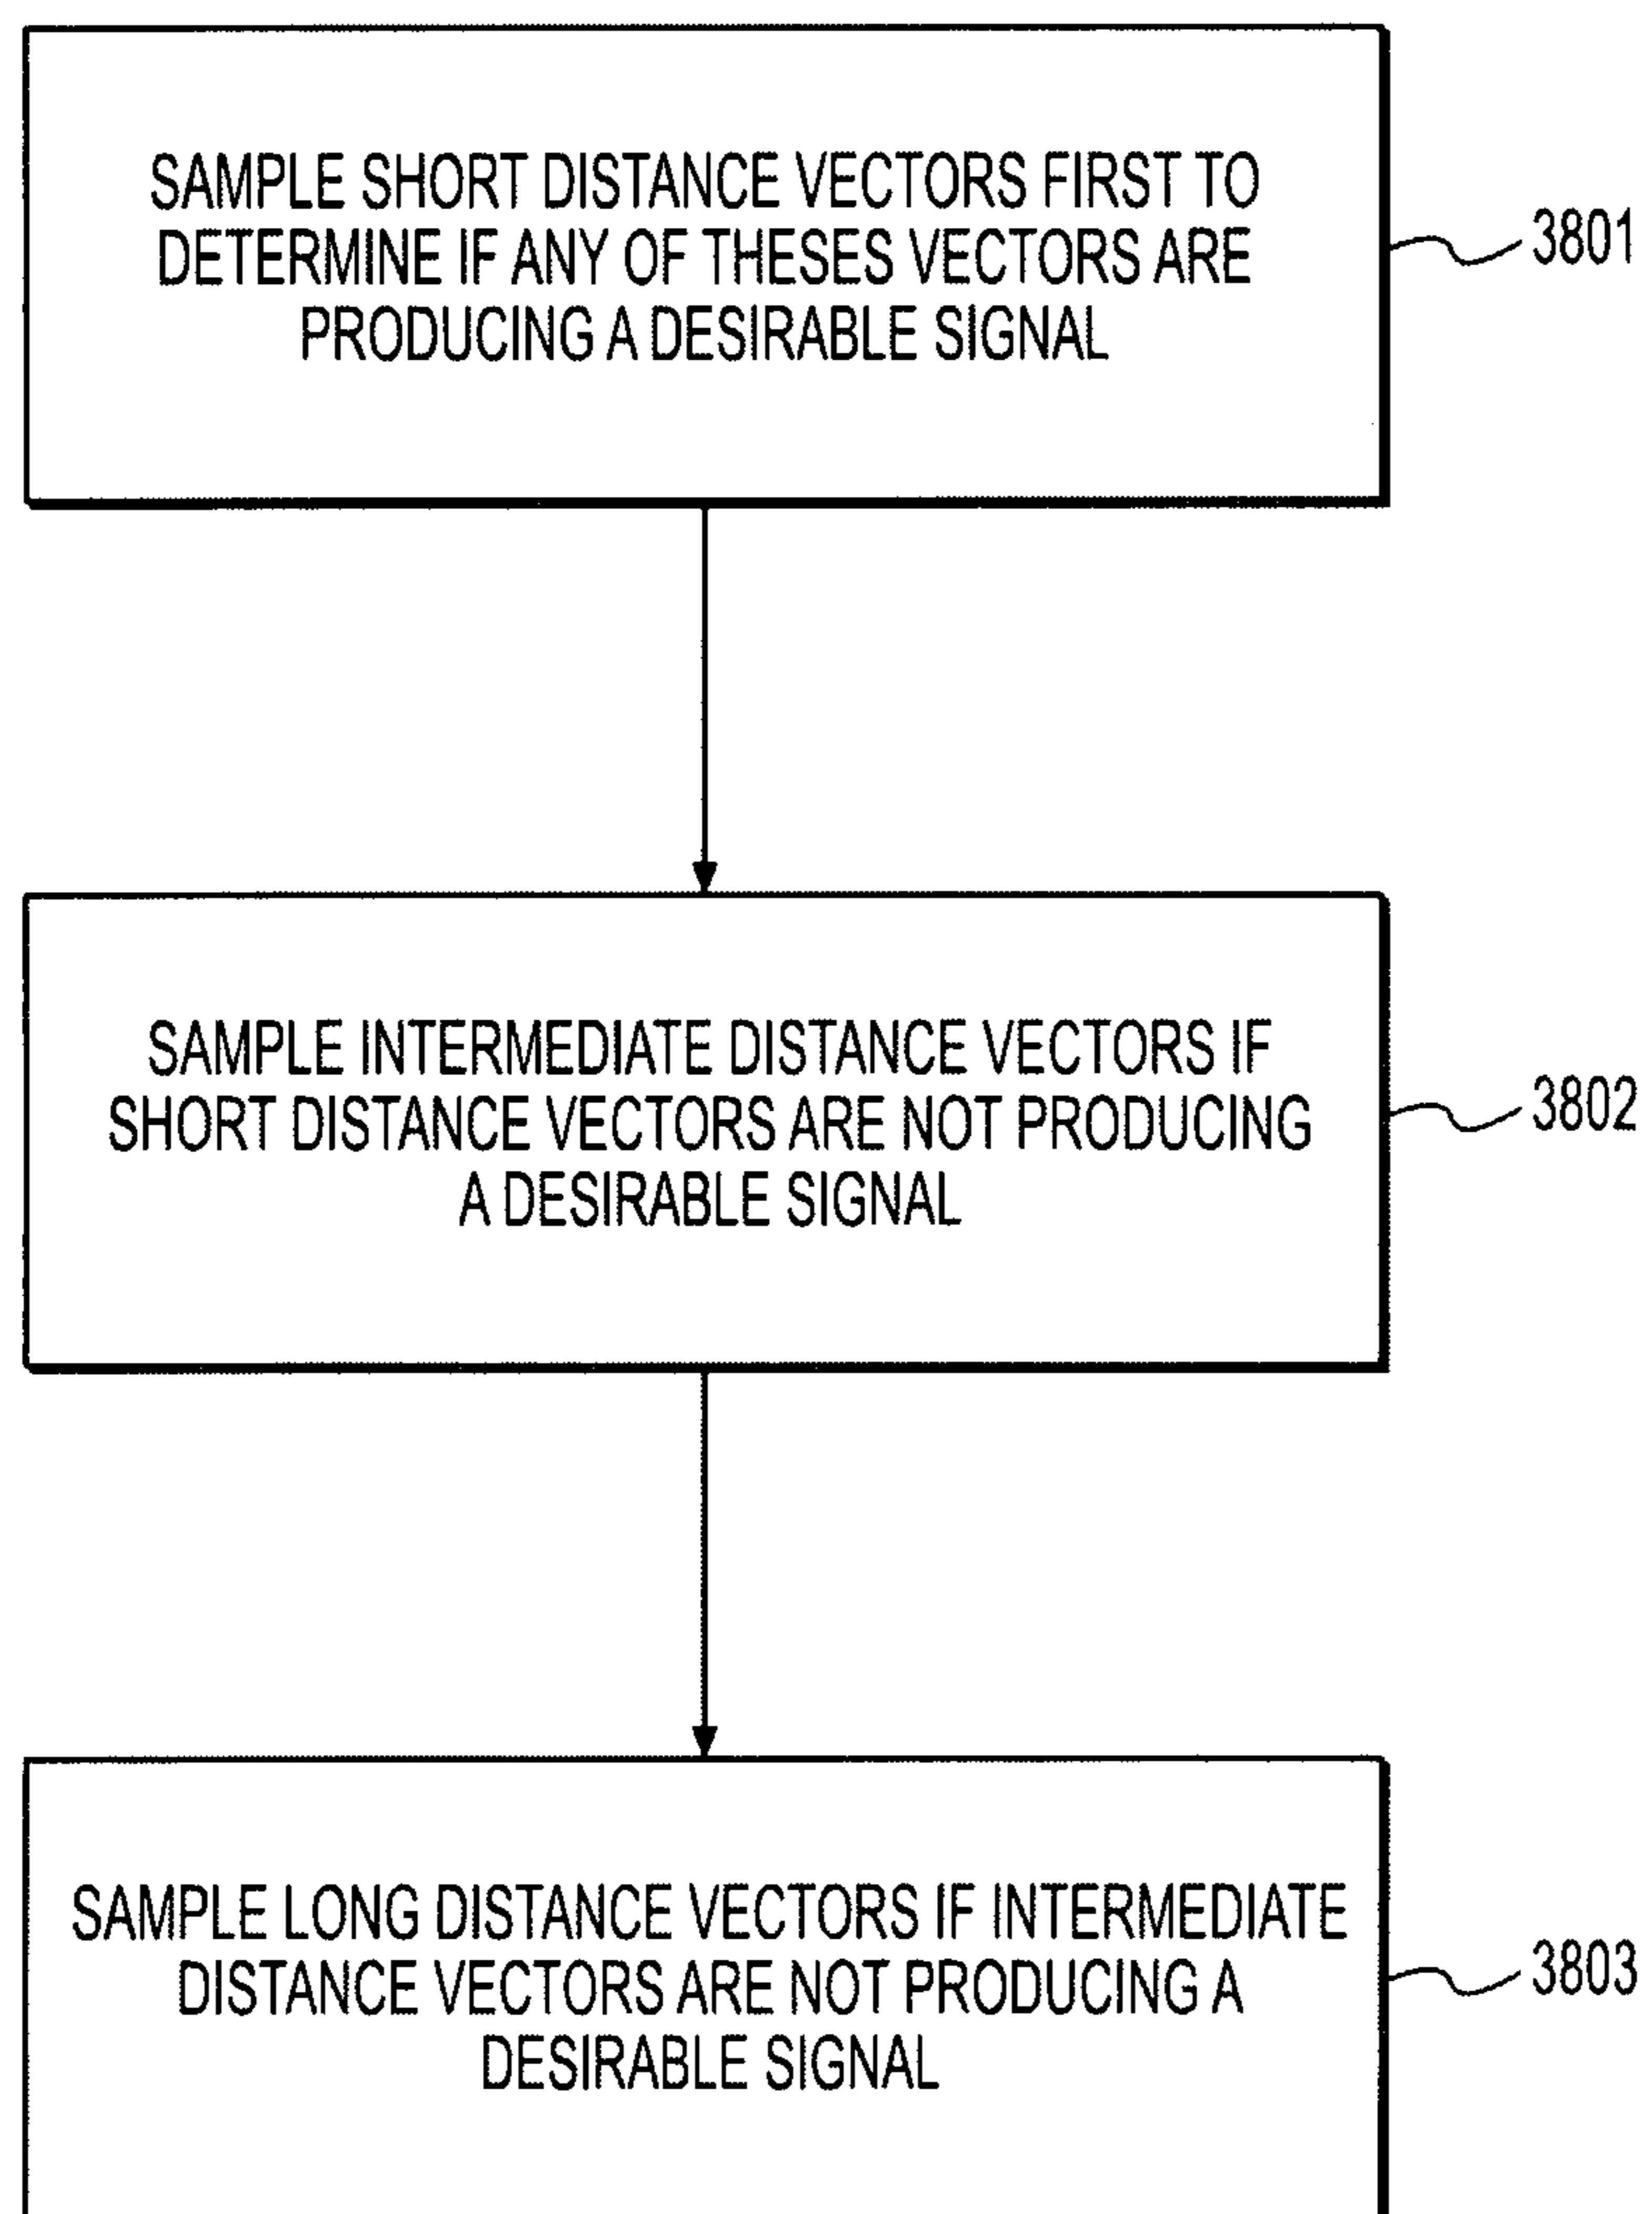 SAMPLE SHORT DISTANCE VECTORS FIRST TO
DETERMINE IF ANY OF THESES VECTORS ARE
PRODUCING A DESIRABLE SIGNAL
3801
SAMPLE INTERMEDIATE DISTANCE VECTORS IF
SHORT DISTANCE VECTORS ARE NOT PRODUCING
A DESIRABLE SIGNAL
3802
SAMPLE LONG DISTANCE VECTORS IF INTERMEDIATE
DISTANCE VECTORS ARE NOT PRODUCING A
DESIRABLE SIGNAL
3803